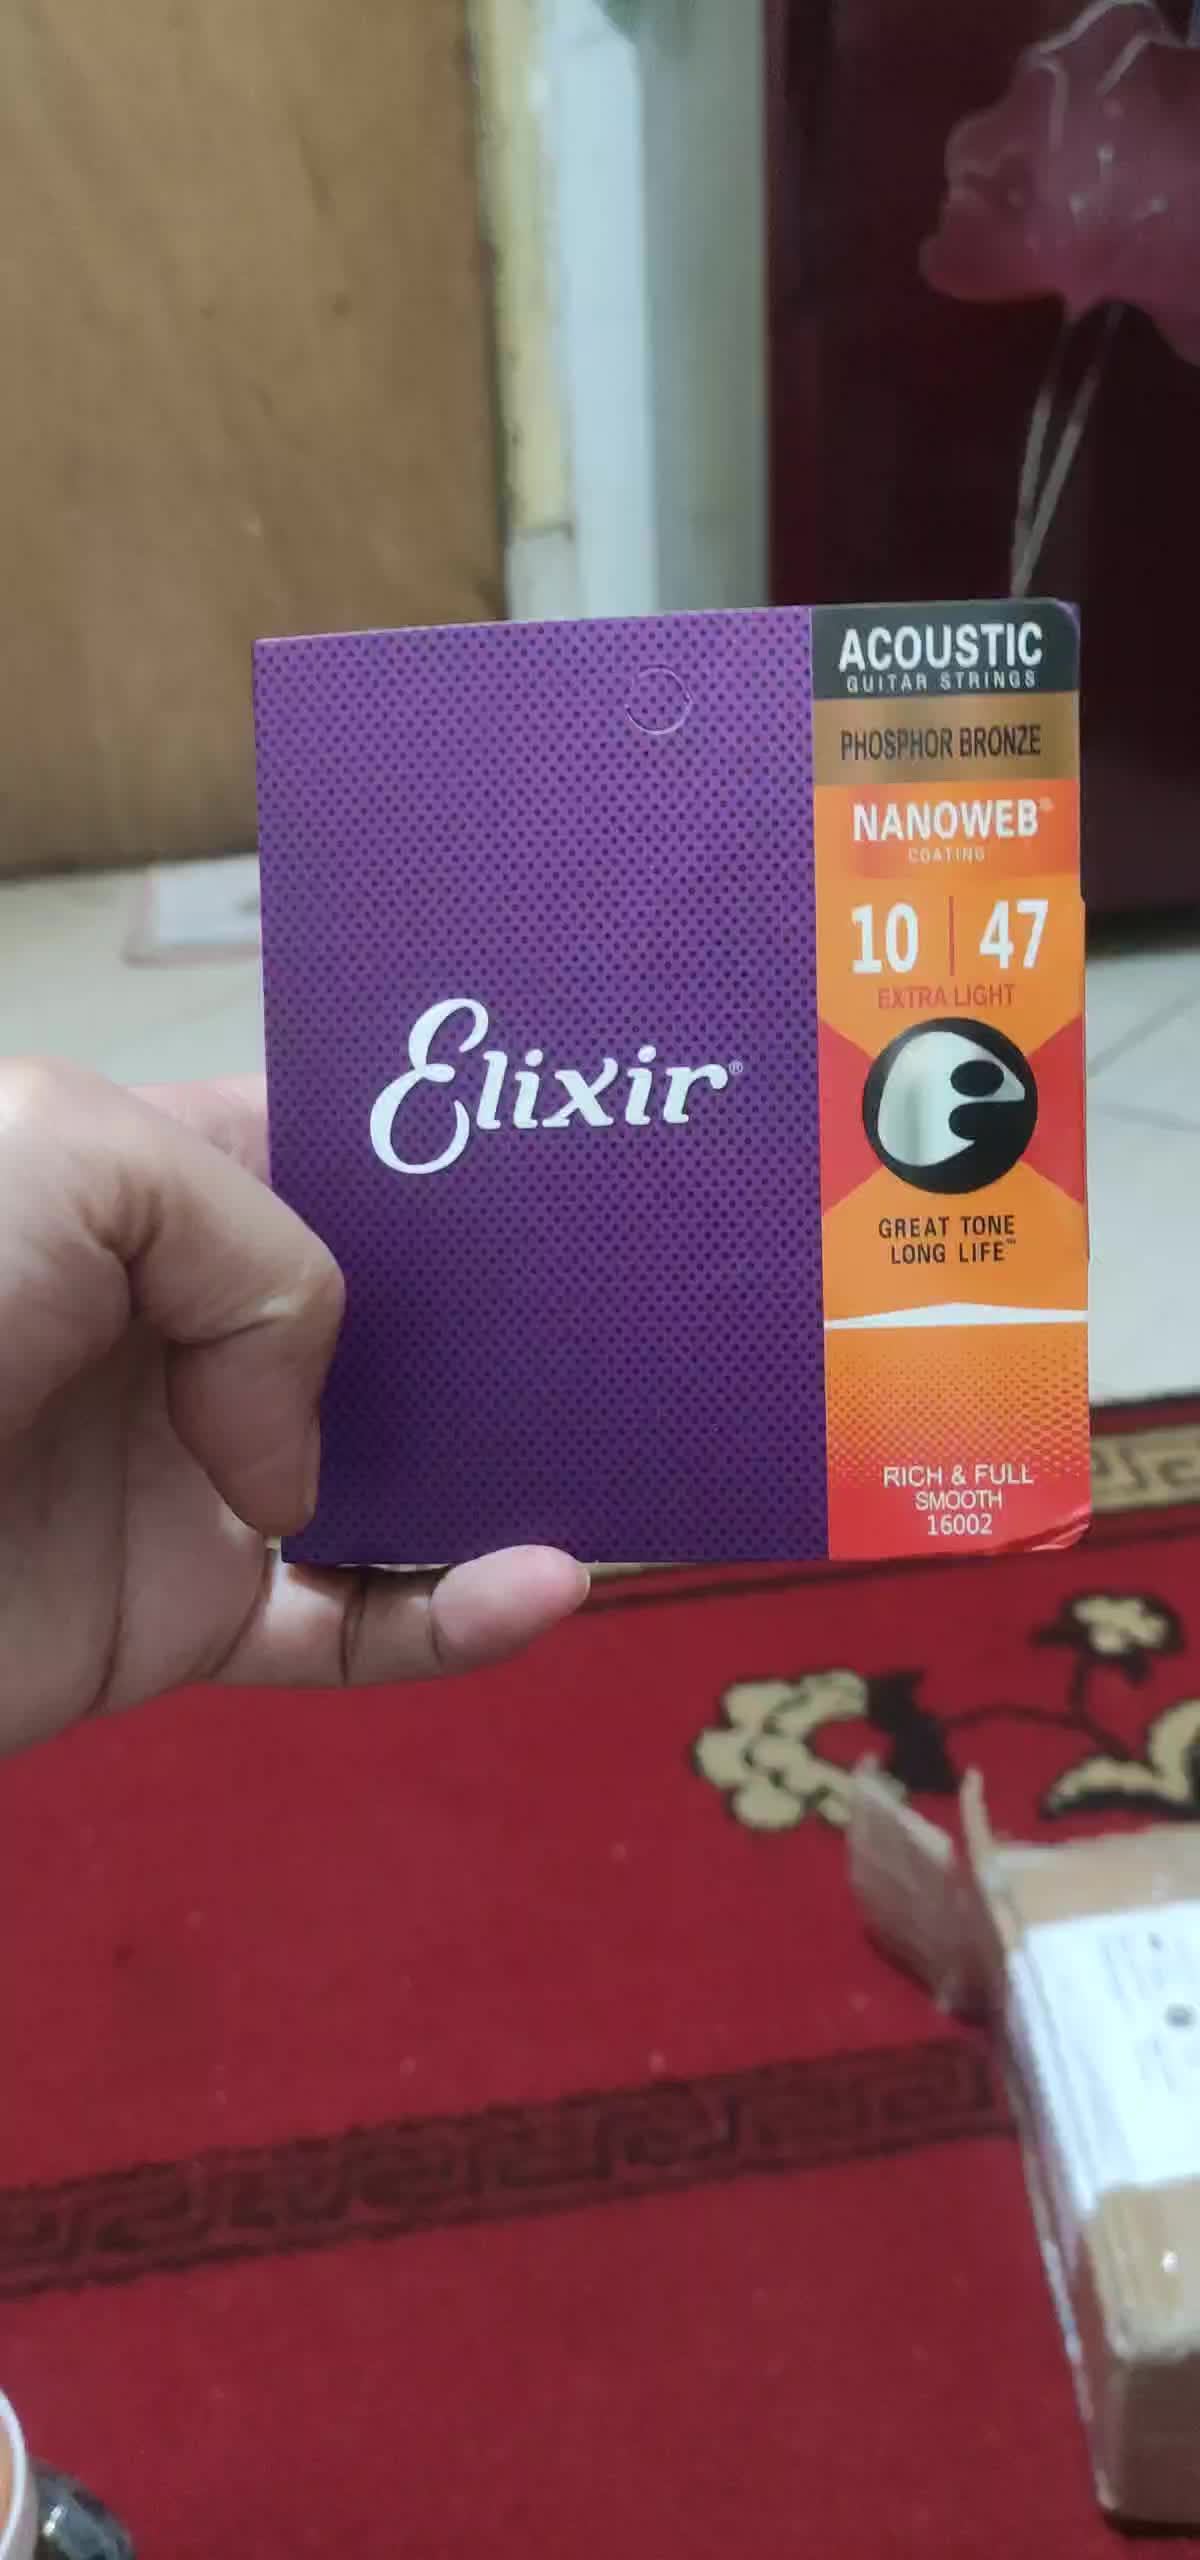 Elixir®
ACOUSTIC
GUITAR STRINGS
PHOSPHOR BRONZE
NANOWEB®
COATING
10 | 47
EXTRA LIGHT
GREAT TONE
LONG LIFE™
RICH & FULL
SMOOTH
16002